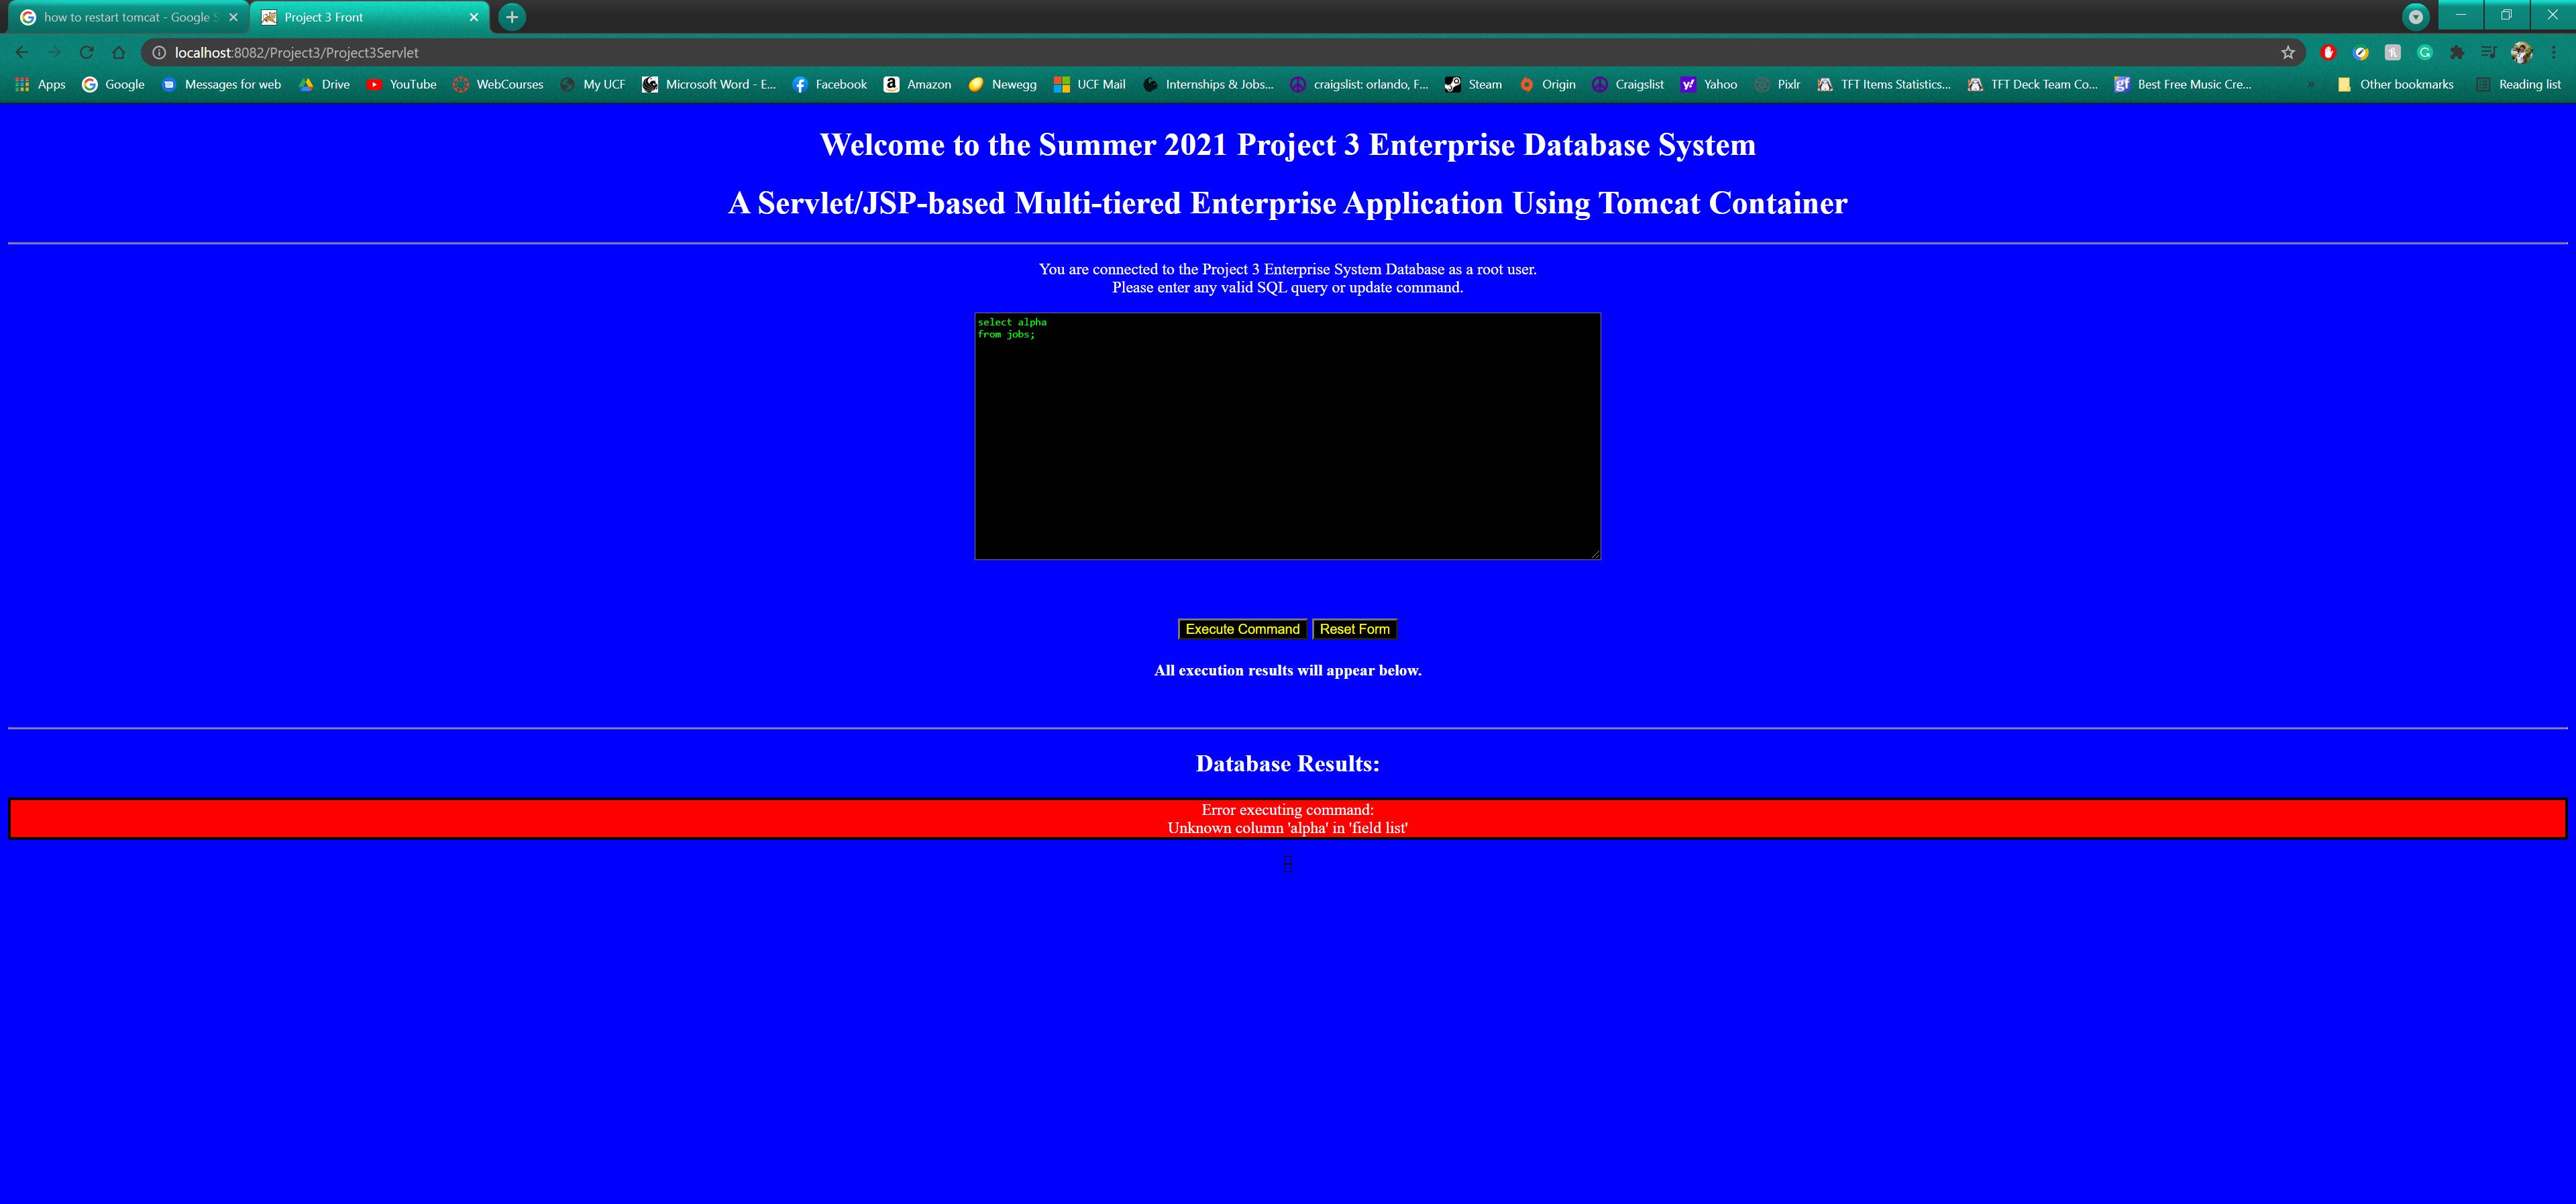 how to restart tomcat - Google S
Project 3 Front
localhost:8082/Project3/Project3Servlet
Apps Google Messages for web Drive YouTube WebCourses My UCF Microsoft Word - E... Facebook Amazon Newegg UCF Mail Internships & Jobs... craigslist: orlando, F... Steam Origin Craigslist Yahoo Pixlr TFT Items Statistics... TFT Deck Team Co... Best Free Music Cre... » Other bookmarks Reading list
Welcome to the Summer 2021 Project 3 Enterprise Database System
A Servlet/JSP-based Multi-tiered Enterprise Application Using Tomcat Container
You are connected to the Project 3 Enterprise System Database as a root user.
Please enter any valid SQL query or update command.
select alpha
from jobs;
Execute Command Reset Form
All execution results will appear below.
Database Results:
Error executing command:
Unknown column 'alpha' in 'field list'